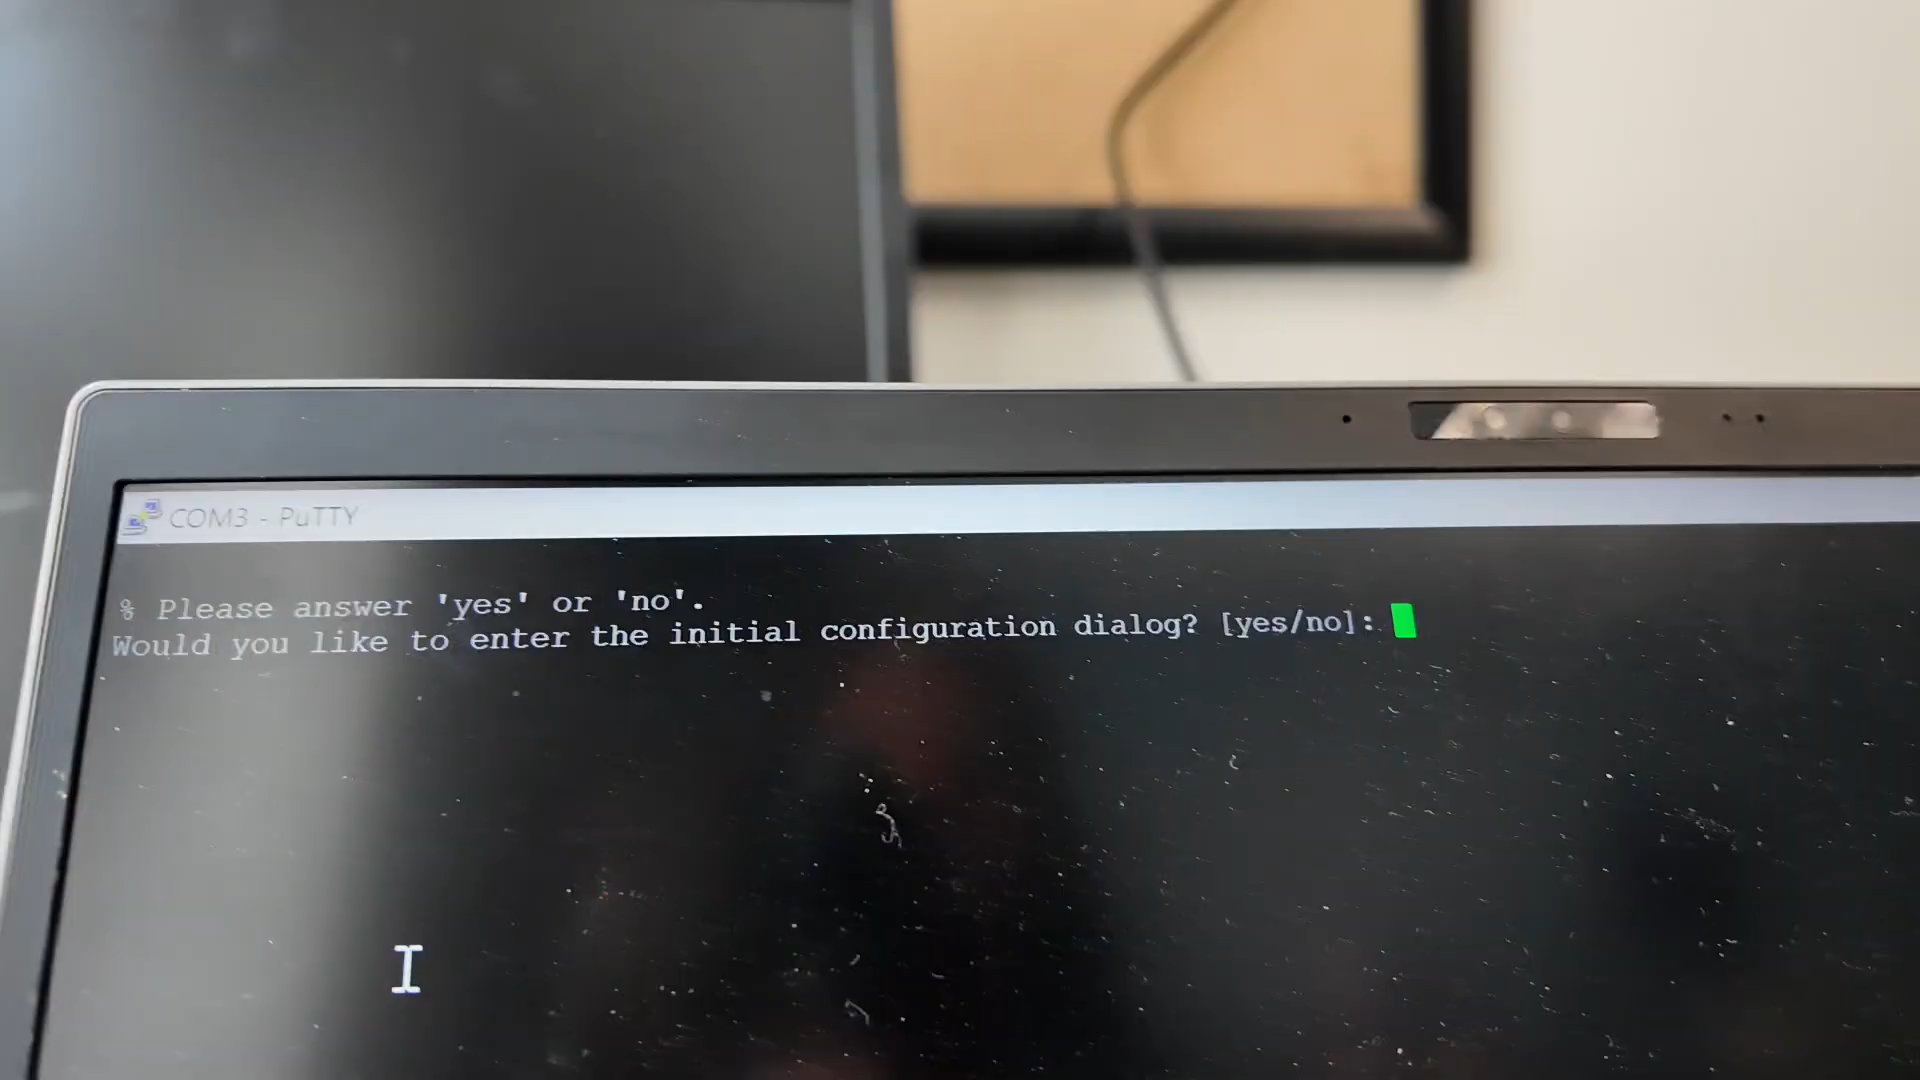 COM3 - PuTTY
% Please answer 'yes' or 'no'.
Would you like to enter the initial configuration dialog? [yes/no]: